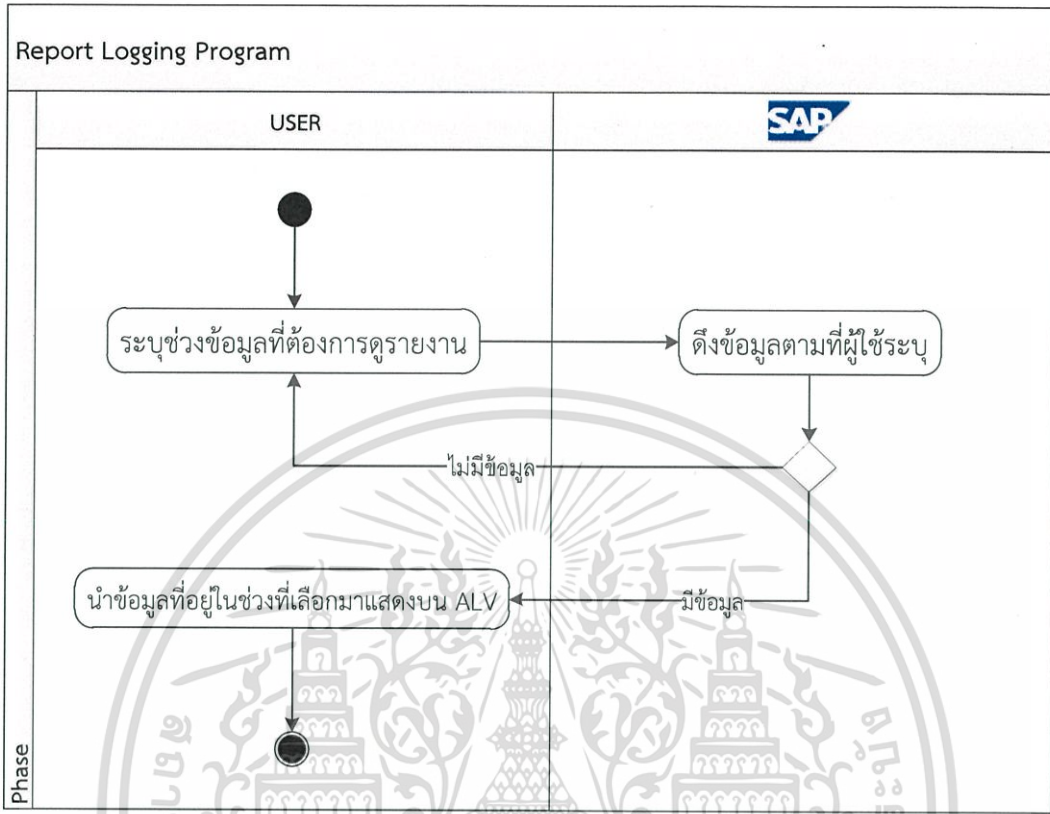 Report Logging Program
USER
SAP
ระบุช่วงข้อมูลที่ต้องการดูรายงาน
ดึงข้อมูลตามที่ผู้ใช้ระบุ
ไม่มีข้อมูล
นำข้อมูลที่อยู่ในช่วงที่เลือกมาแสดงบน ALV
มีข้อมูล
Phase